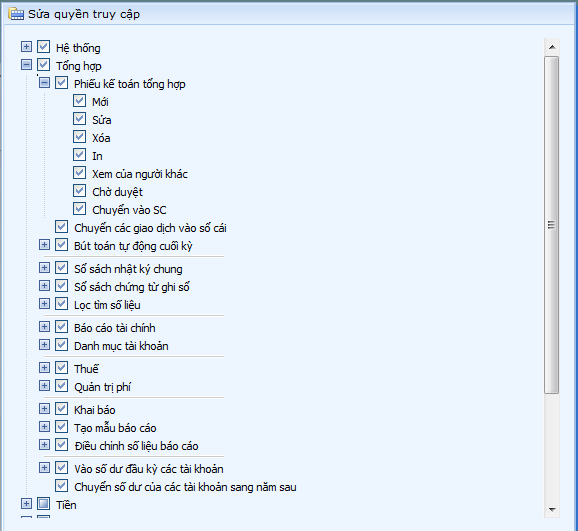 Sửa quyền truy cập
Hệ thống
Tổng hợp
Phiếu kế toán tổng hợp
Mới
Sửa
Xóa
In
Xem của người khác
Chờ duyệt
Chuyển vào SC
Chuyển các giao dịch vào sổ cái
Bút toán tự động cuối kỳ
Sổ sách nhật ký chung
Sổ sách chứng từ ghi sổ
Lọc tìm số liệu
Báo cáo tài chính
Danh mục tài khoản
Thuế
Quản trị phí
Khai báo
Tạo mẫu báo cáo
Điều chỉnh số liệu báo cáo
Vào số dư đầu kỳ các tài khoản
Chuyển số dư của các tài khoản sang năm sau
Tiền